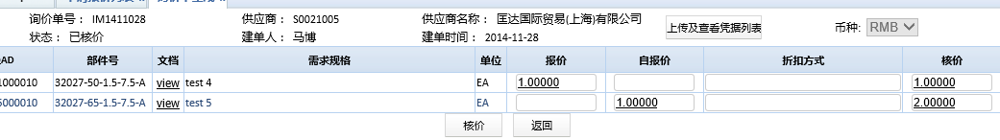 询价单号： IM1411028 供应商： S0021005 供应商名称： 匡达国际贸易(上海)有限公司 上传及查看凭据列表 币种: RMB
状态： 已核价 建单人： 马博 建单时间： 2014-11-28
AD 部件号 文档 需求规格 单位 报价 自报价 折扣方式 核价
000010 32027-50-1.5-7.5-A view test 4 EA 1.00000 1.00000
000010 32027-65-1.5-7.5-A view test 5 EA 1.00000 2.00000
核价 返回